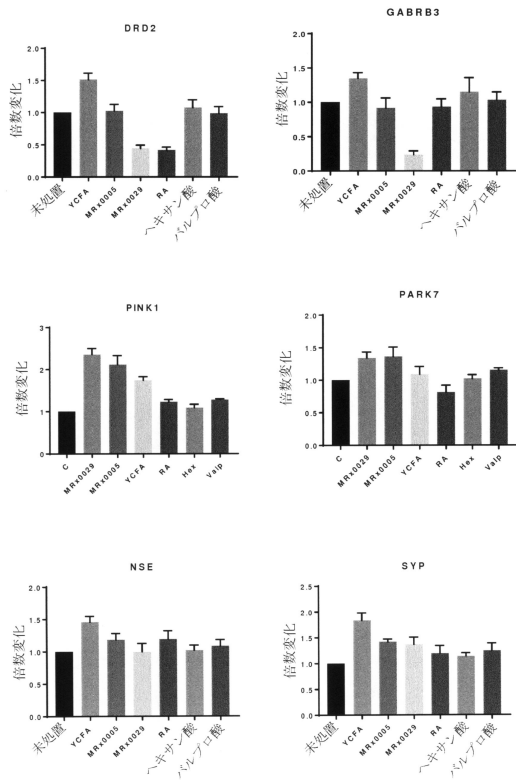 DRD2
倍数変化
2.0
1.5
1.0
0.5
0.0
未処置
YCFA
MRx0005
MRx0029
RA
ヘキサン酸
バルプロ酸
GABRB3
倍数変化
2.0
1.5
1.0
0.5
0.0
未処置
YCFA
MRx0005
MRx0029
RA
ヘキサン酸
バルプロ酸
PINK1
倍数変化
3
2
1
0
C
MRx0029
MRx0005
YCFA
RA
Hex
Valp
PARK7
倍数変化
2.0
1.5
1.0
0.5
0.0
C
MRx0029
MRx0005
YCFA
RA
Hex
Valp
NSE
倍数変化
2.0
1.5
1.0
0.5
0.0
未処置
YCFA
MRx0005
MRx0029
RA
ヘキサン酸
バルプロ酸
SYP
倍数変化
2.5
2.0
1.5
1.0
0.5
0.0
未処置
YCFA
MRx0005
MRx0029
RA
ヘキサン酸
バルプロ酸